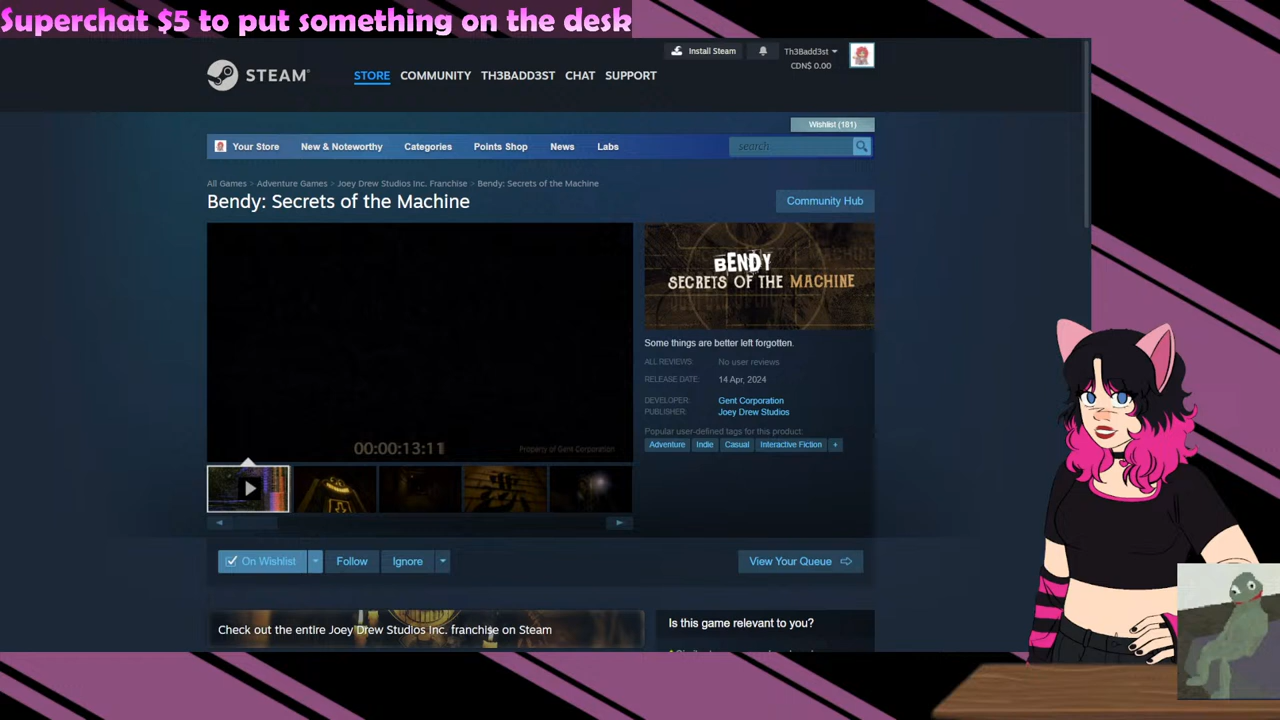 Superchat $5 to put something on the desk
Install Steam
Th3Badd3st
CDN$ 0.00
STEAM®
STORE COMMUNITY TH3BADD3ST CHAT SUPPORT
Wishlist (181)
Your Store New & Noteworthy Categories Points Shop News Labs search
All Games > Adventure Games > Joey Drew Studios Inc. Franchise > Bendy: Secrets of the Machine
Bendy: Secrets of the Machine
Community Hub
BENDY
SECRETS OF THE MACHINE
Some things are better left forgotten.
ALL REVIEWS: No user reviews
RELEASE DATE: 14 Apr, 2024
DEVELOPER: Gent Corporation
PUBLISHER: Joey Drew Studios
Popular user-defined tags for this product:
Adventure Indie Casual Interactive Fiction +
Property of Gent Corporation
On Wishlist Follow Ignore View Your Queue
Check out the entire Joey Drew Studios Inc. franchise on Steam
Is this game relevant to you?